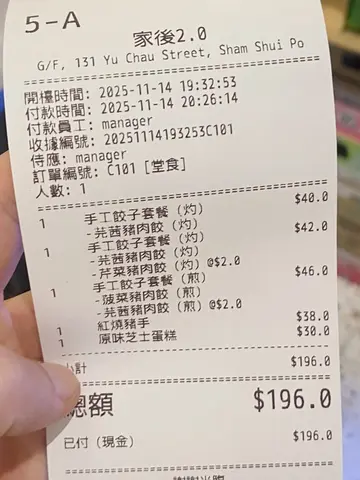 5-A
家後2.0
G/F, 131 Yu Chau Street, Sham Shui Po
開檯時間: 2025-11-14 19:32:53
付款時間: 2025-11-14 20:26:14
付款員工: manager
收據編號: 20251114193253C101
侍應: manager
訂單編號: C101 [堂食]
人數: 1
1 手工餃子套餐 (灼) $40.0
-芫茜豬肉餃 (灼)
1 手工餃子套餐 (灼) $42.0
-芫茜豬肉餃 (灼)
-芹菜豬肉餃 (灼) @$2.0
1 手工餃子套餐 (煎) $46.0
-菠菜豬肉餃 (煎)
-芫茜豬肉餃 (煎) @$2.0
1 紅燒豬手 $38.0
1 原味芝士蛋糕 $30.0
小計 $196.0
總額 $196.0
已付 (現金) $196.0